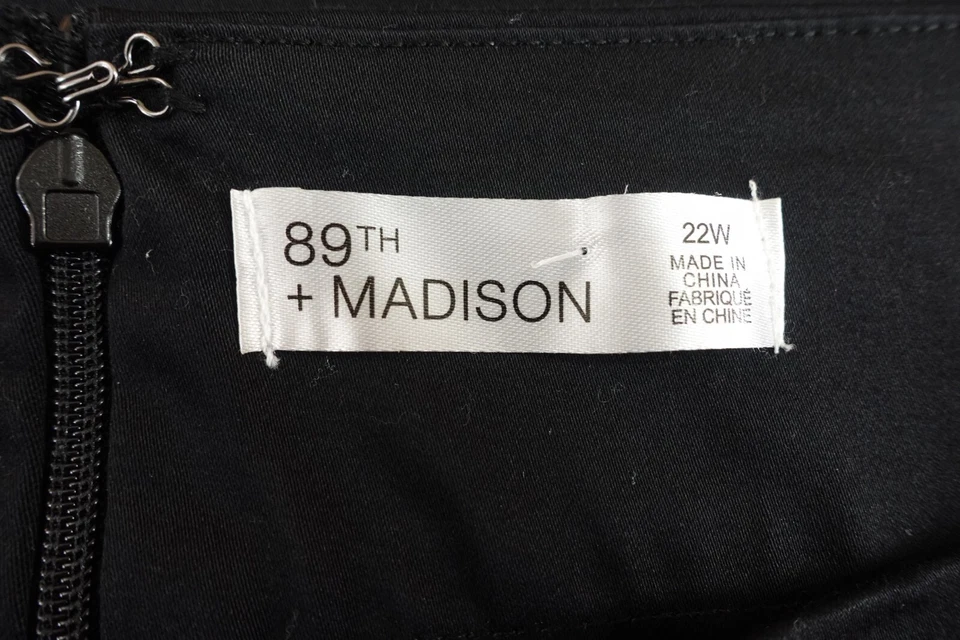 89TH
+ MADISON
22W
MADE IN
CHINA
FABRIQUÉ
EN CHINE